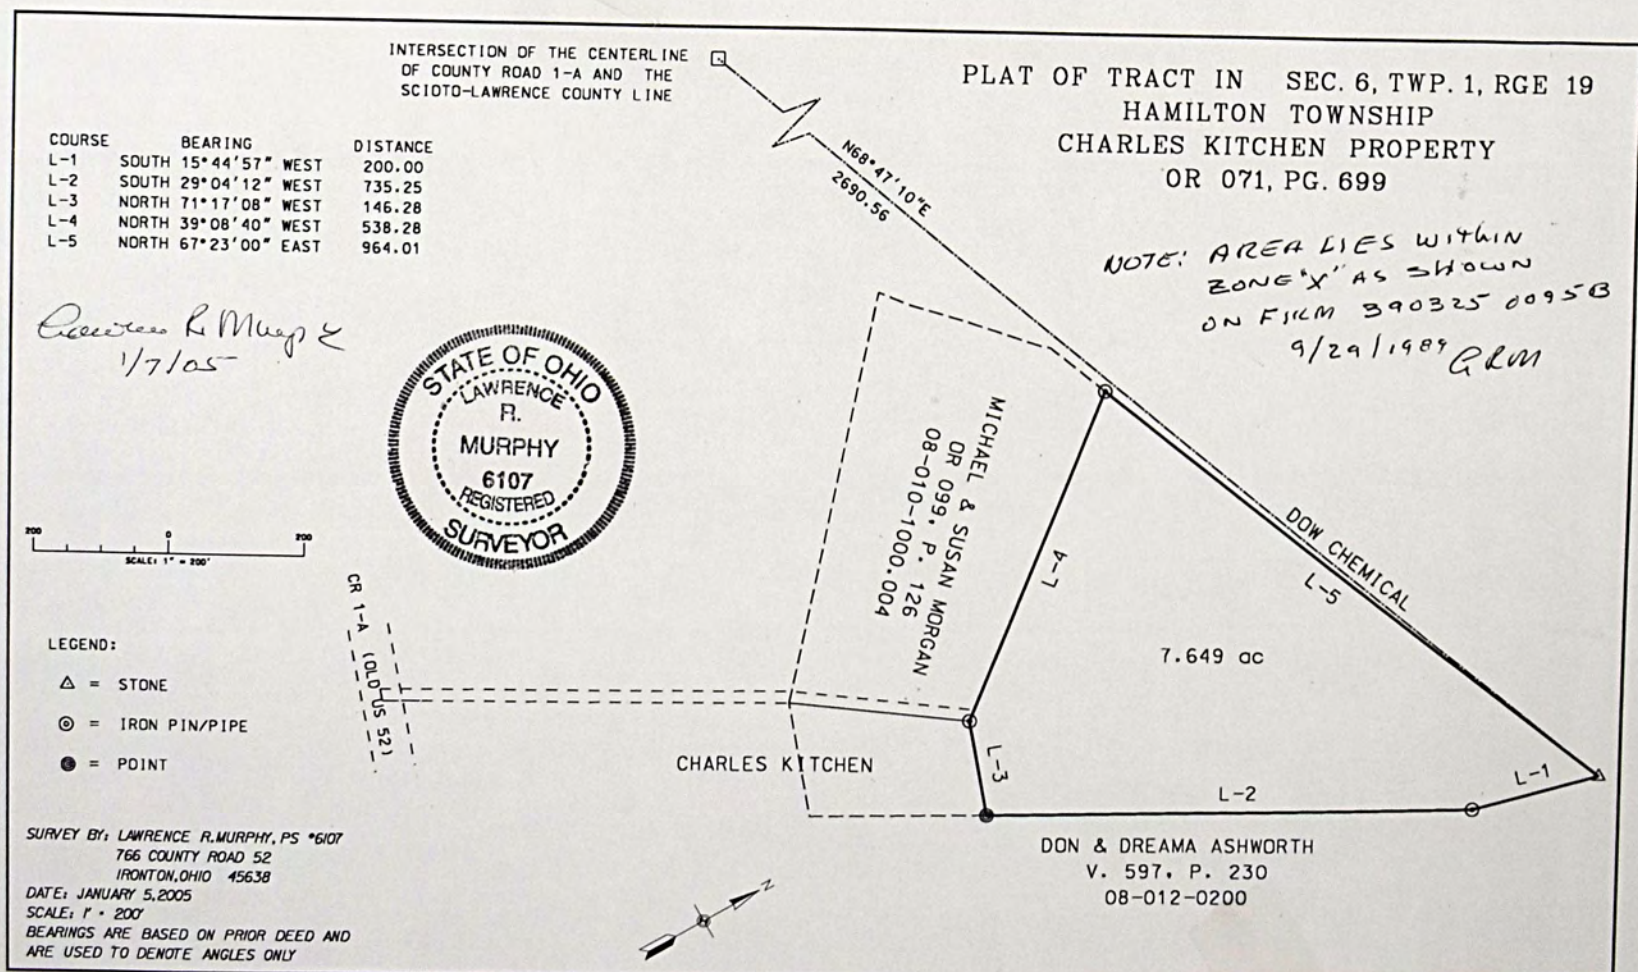 INTERSECTION OF THE CENTERLINE
OF COUNTY ROAD 1-A AND THE
SCIOTO-LAWRENCE COUNTY LINE
PLAT OF TRACT IN SEC. 6, TWP. 1, RGE 19
HAMILTON TOWNSHIP
CHARLES KITCHEN PROPERTY
OR 071, PG. 699
COURSE BEARING DISTANCE
L-1 SOUTH 15°44'57" WEST 200.00
L-2 SOUTH 29°04'12" WEST 735.25
L-3 NORTH 71°17'08" WEST 146.28
L-4 NORTH 39°08'40" WEST 538.28
L-5 NORTH 67°23'00" EAST 964.01
N68°47'10"E
2690.56
NOTE: AREA LIES WITHIN
ZONE "X" AS SHOWN
ON FIRM 390325 0095B
9/29/1989
1/7/05
STATE OF OHIO
LAWRENCE
R.
MURPHY
6107
REGISTERED
SURVEYOR
MICHAEL & SUSAN MORGAN
OR 099, P. 126
08-010-1000.004
L-4
DOW CHEMICAL
L-5
7.649 ac
200 0 200
SCALE: 1" = 200'
CR 1-A (OLD US 52)
LEGEND:
△ = STONE
◎ = IRON PIN/PIPE
● = POINT
CHARLES KITCHEN
L-3
L-2
L-1
DON & DREAMA ASHWORTH
V. 597, P. 230
08-012-0200
SURVEY BY: LAWRENCE R.MURPHY, PS #6107
766 COUNTY ROAD 52
IRONTON,OHIO 45638
DATE: JANUARY 5,2005
SCALE: 1" = 200'
BEARINGS ARE BASED ON PRIOR DEED AND
ARE USED TO DENOTE ANGLES ONLY
Z